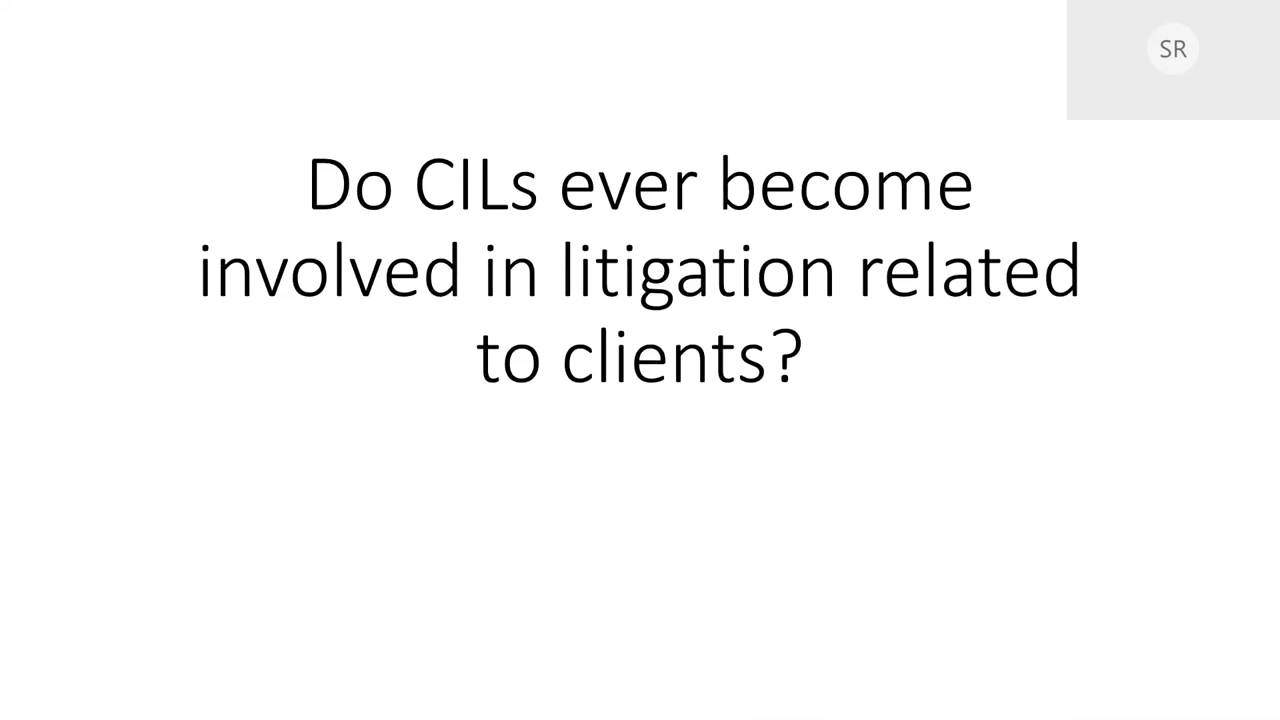 SR
Do CILs ever become
involved in litigation related
to clients?